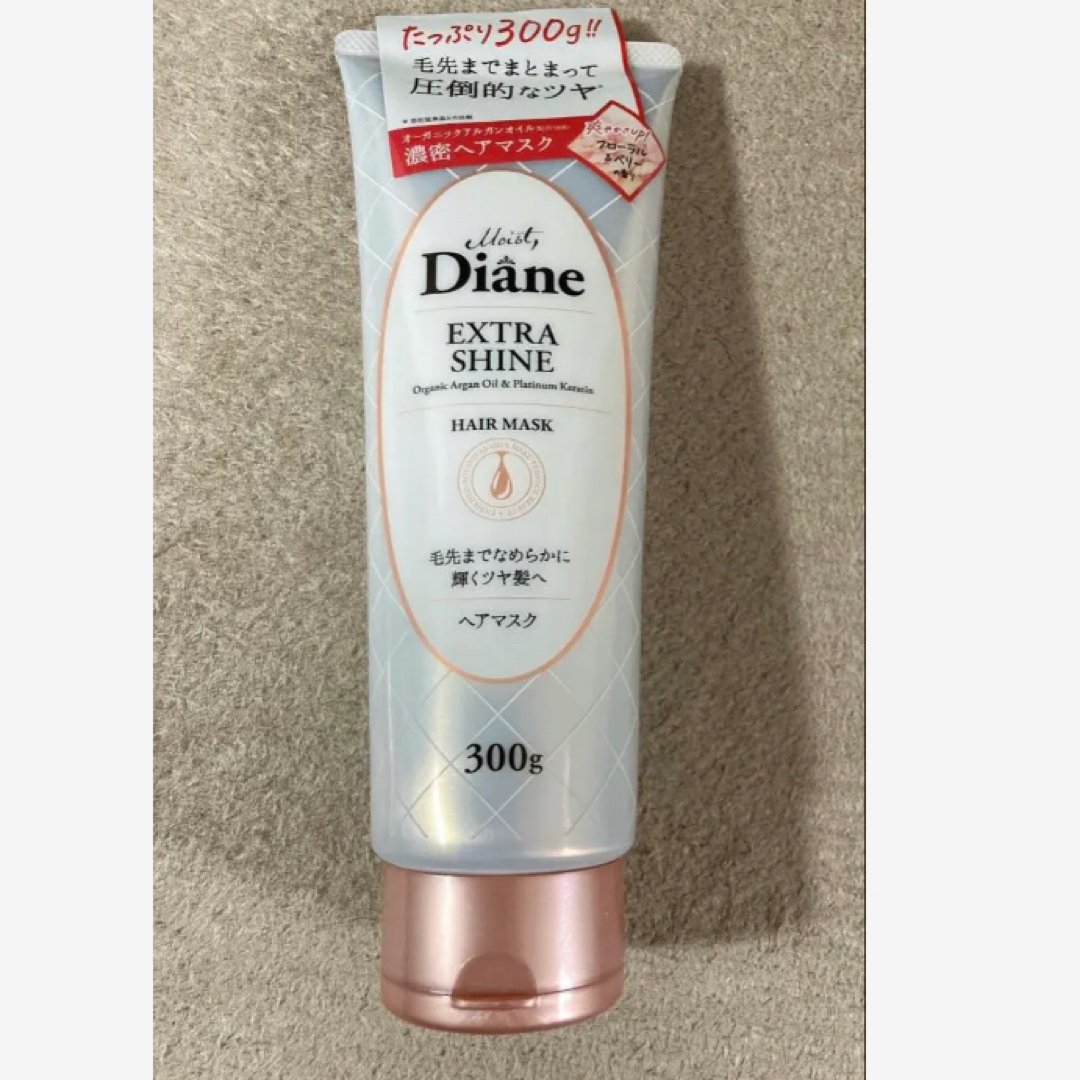 たっぷり300g!!
毛先までまとまって
圧倒的なツヤ
オーガニックアルガンオイル
濃密ヘアマスク
フローラル
&ベリー
の香り
Moist,
Diane
EXTRA
SHINE
Organic Argan Oil & Platinum Keratin
HAIR MASK
毛先までなめらかに
輝くツヤ髪へ
ヘアマスク
300g